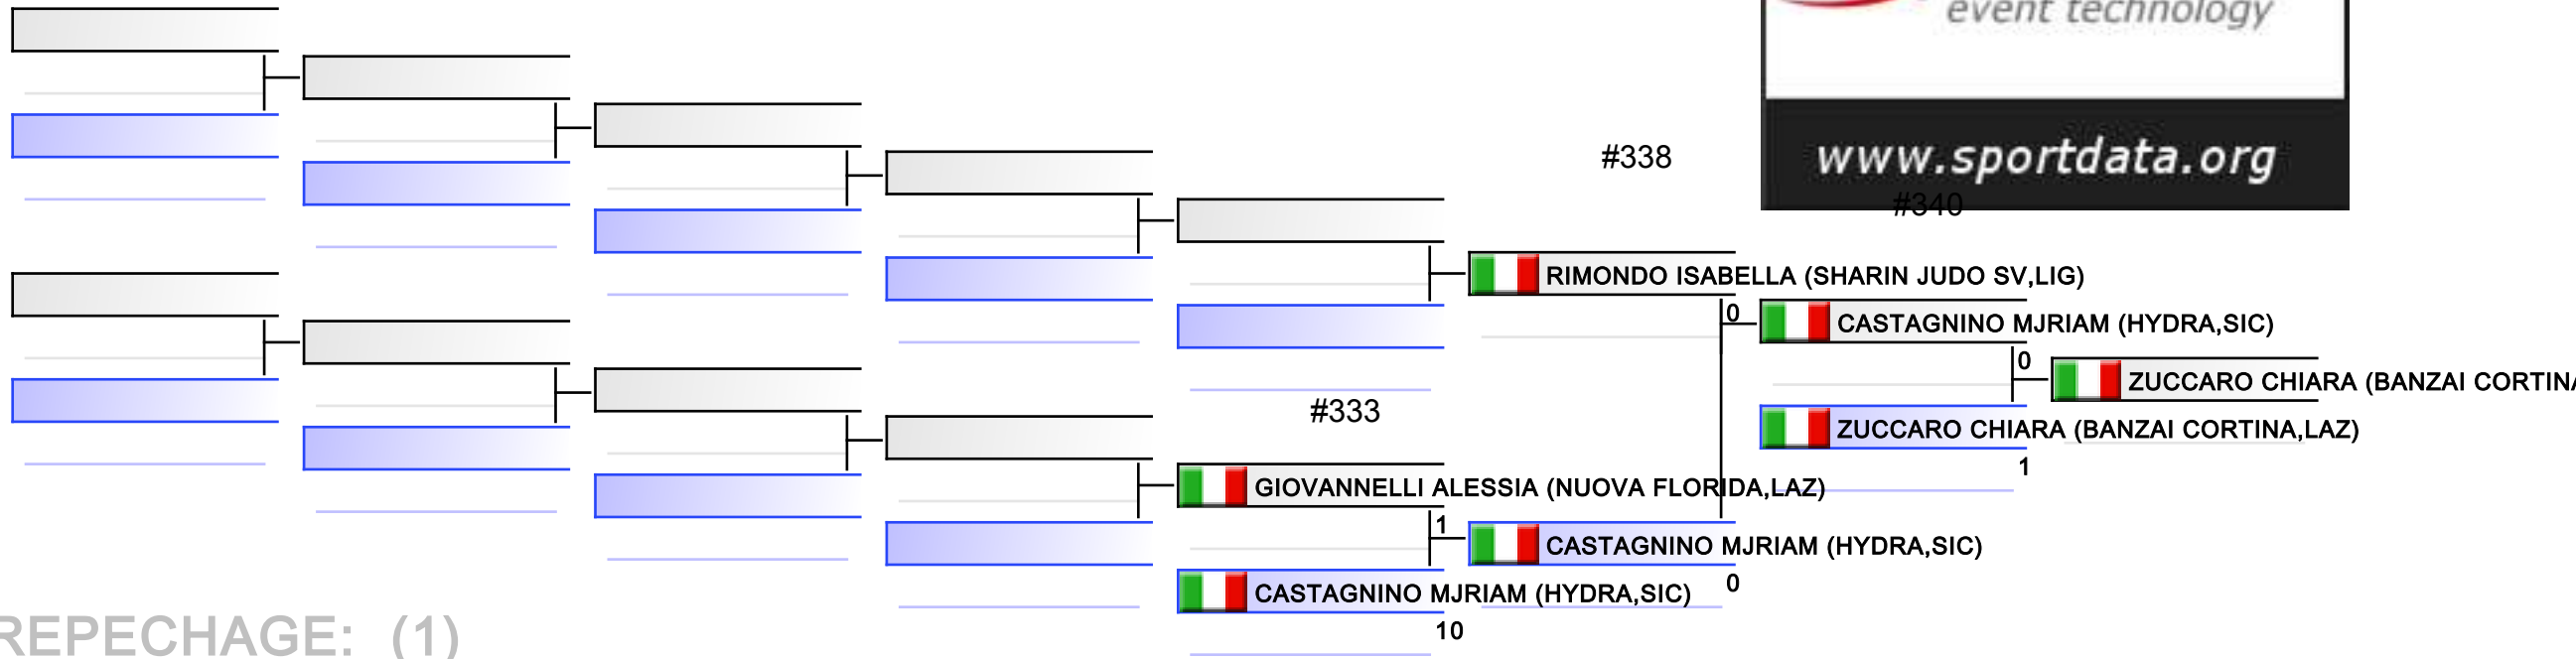 event technology
#338
www.sportdata.org
#340
RIMONDO ISABELLA (SHARIN JUDO SV,LIG)
0
CASTAGNINO MJRIAM (HYDRA,SIC)
0
ZUCCARO CHIARA (BANZAI CORTINA
#333
ZUCCARO CHIARA (BANZAI CORTINA,LAZ)
1
GIOVANNELLI ALESSIA (NUOVA FLORIDA,LAZ)
1
CASTAGNINO MJRIAM (HYDRA,SIC)
0
CASTAGNINO MJRIAM (HYDRA,SIC)
10
REPECHAGE: (1)